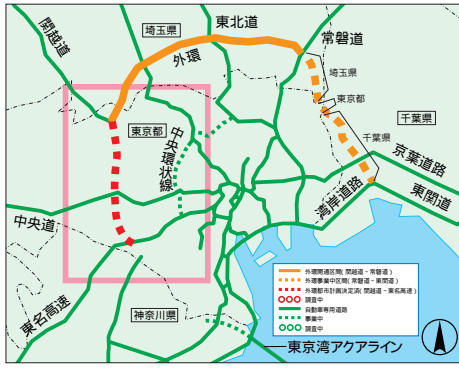 関越道
埼玉県
東北道
常磐道
外環
埼玉県
東京都
千葉県
東京都
中央環状線
千葉県
京葉道路
湾岸道路
東関道
中央道
東名高速
神奈川県
外環開通区間（関越道－常磐道）
外環事業中区間（常磐道－東関道）
外環都市計画決定済（関越道－東名高速）
調査中
自動車専用道路
事業中
調査中
東京湾アクアライン